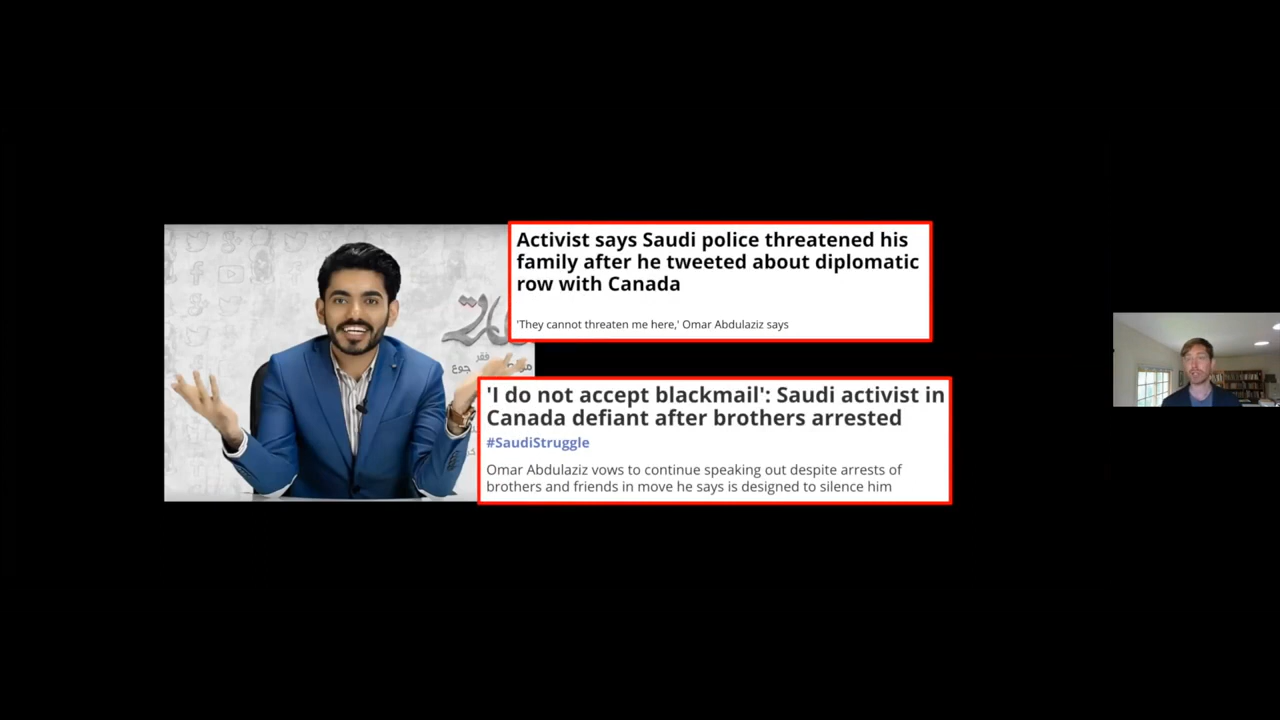 Activist says Saudi police threatened his
family after he tweeted about diplomatic
row with Canada
'They cannot threaten me here,' Omar Abdulaziz says
فقر
جوع
'I do not accept blackmail': Saudi activist in
Canada defiant after brothers arrested
#SaudiStruggle
Omar Abdulaziz vows to continue speaking out despite arrests of
brothers and friends in move he says is designed to silence him